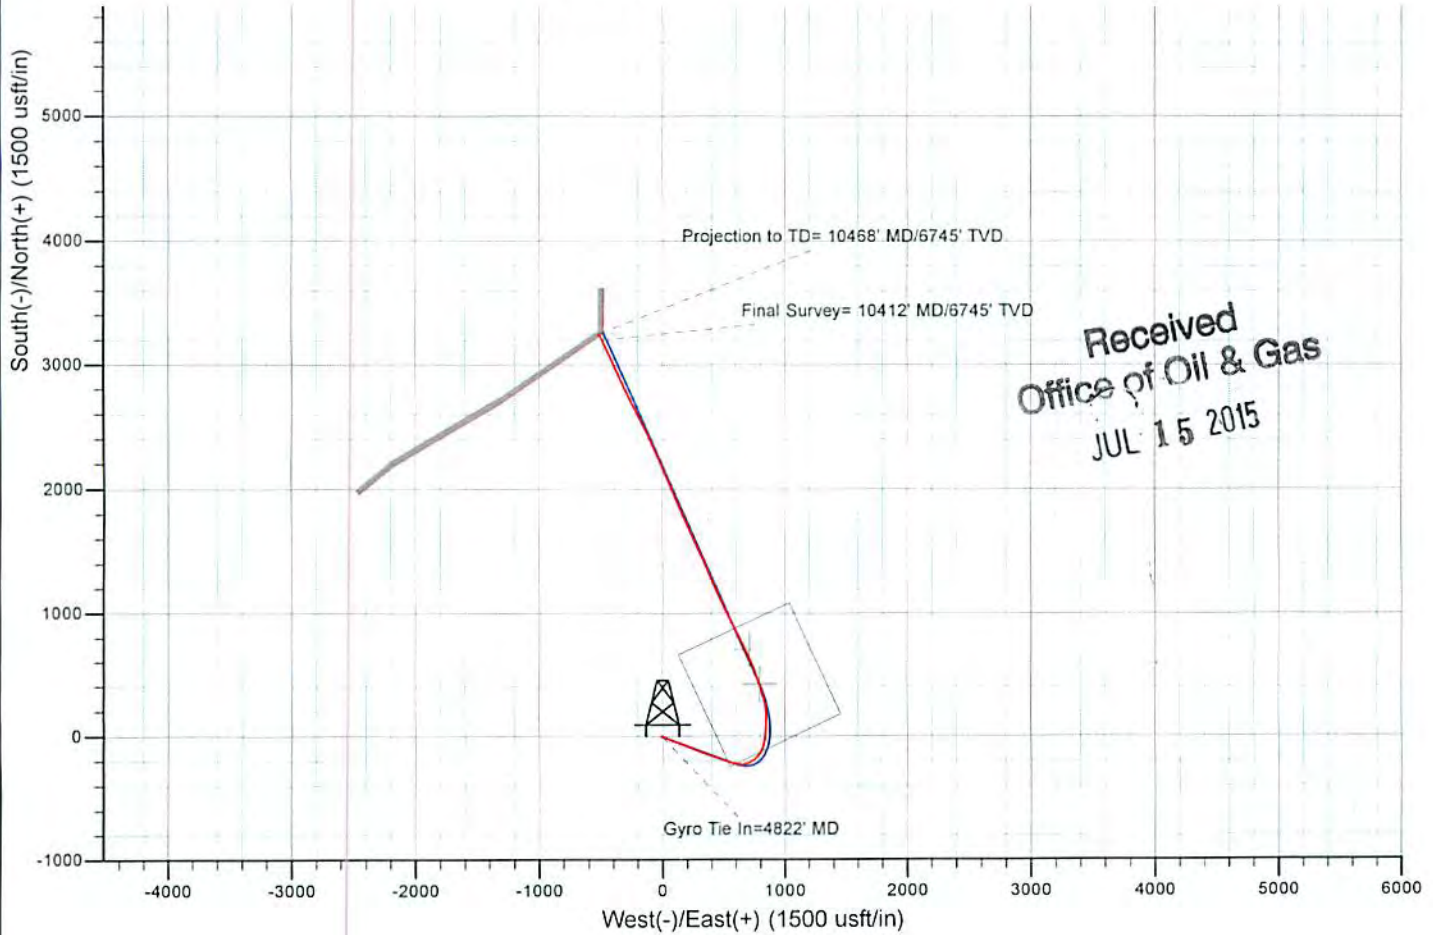 South(-)/North(+) (1500 usft/in)
5000
4000
3000
2000
1000
0
-1000
Projection to TD= 10468' MD/6745' TVD
Final Survey= 10412' MD/6745' TVD
Received
Office of Oil & Gas
JUL 15 2015
Gyro Tie In=4822' MD
-4000 -3000 -2000 -1000 0 1000 2000 3000 4000 5000 6000
West(-)/East(+) (1500 usft/in)